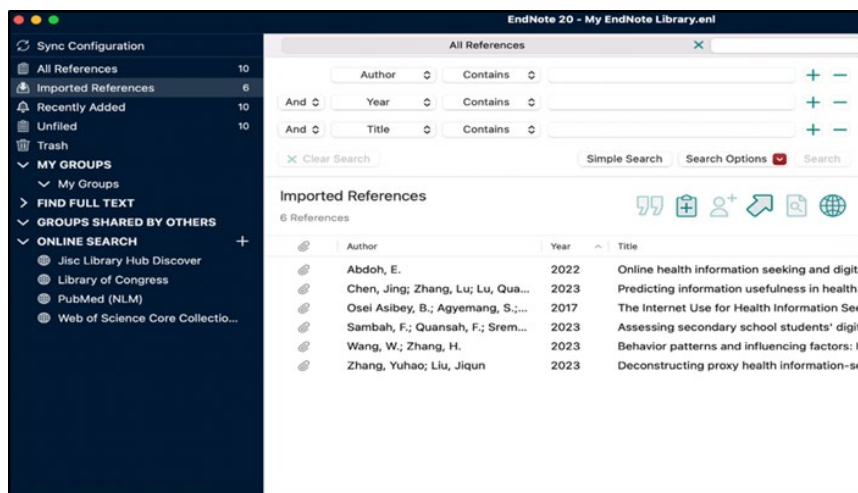 EndNote 20 - My EndNote Library.enl
Sync Configuration
All References 10
Imported References 6
Recently Added 10
Unfiled 10
Trash
MY GROUPS
My Groups
FIND FULL TEXT
GROUPS SHARED BY OTHERS
ONLINE SEARCH +
Jisc Library Hub Discover
Library of Congress
PubMed (NLM)
Web of Science Core Collectio...
All References ×
Author Contains + −
And Year Contains + −
And Title Contains + −
× Clear Search Simple Search Search Options Search
Imported References
6 References
Author Year Title
Abdoh, E. 2022 Online health information seeking and digit
Chen, Jing; Zhang, Lu; Lu, Qua... 2023 Predicting information usefulness in health
Osei Asibey, B.; Agyemang, S.;... 2017 The Internet Use for Health Information See
Sambah, F.; Quansah, F.; Srem... 2023 Assessing secondary school students' digit
Wang, W.; Zhang, H. 2023 Behavior patterns and influencing factors:
Zhang, Yuhao; Liu, Jiqun 2023 Deconstructing proxy health information-se